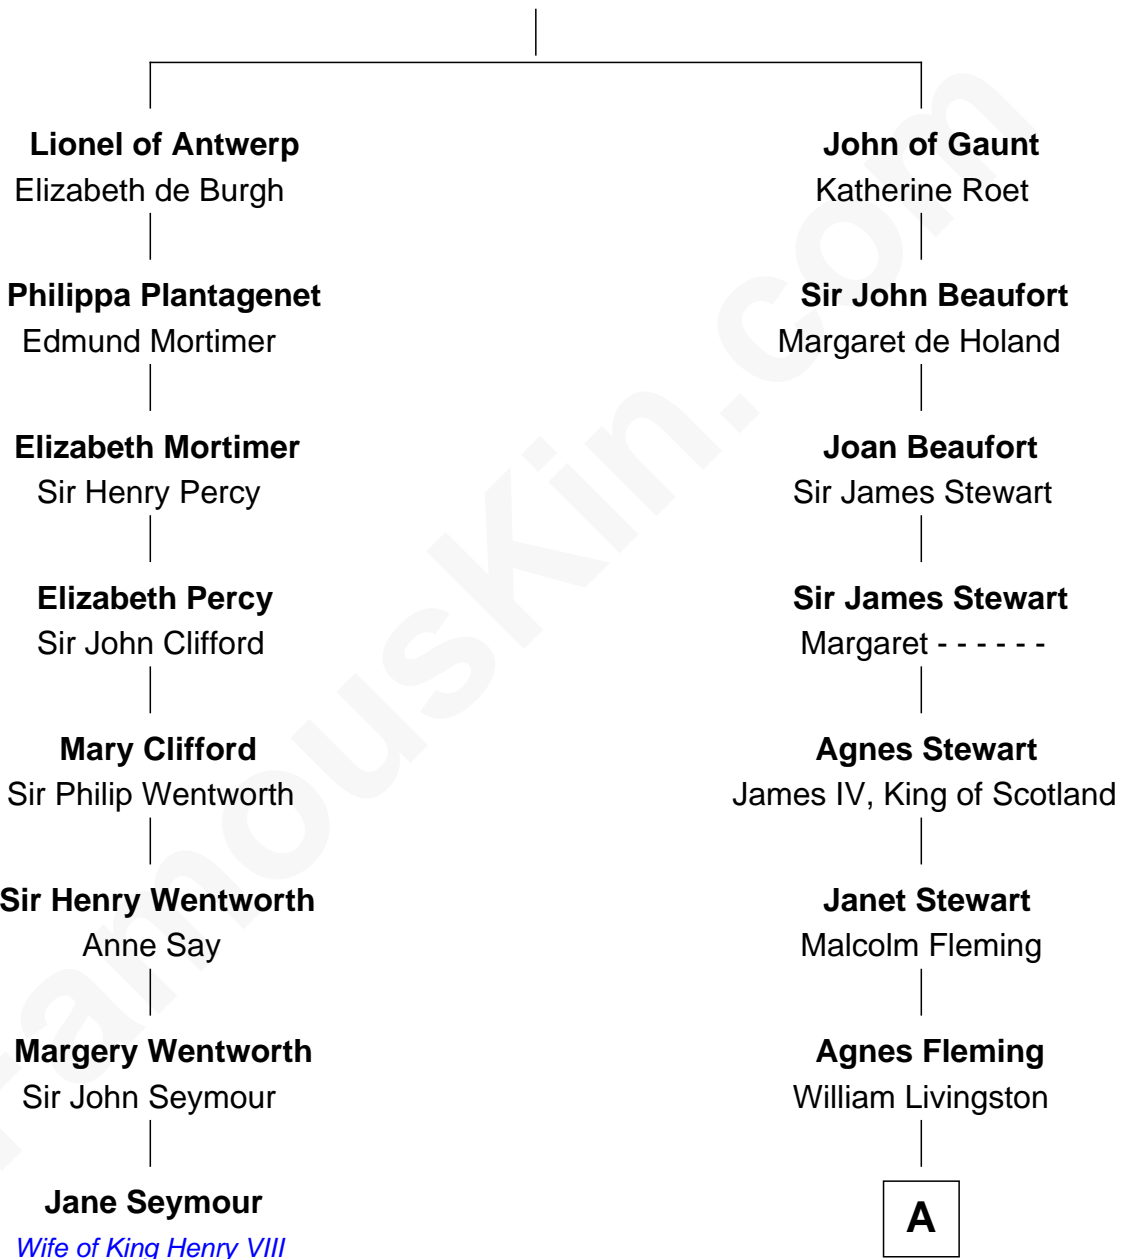 Lionel of Antwerp
Elizabeth de Burgh
Philippa Plantagenet
Edmund Mortimer
Elizabeth Mortimer
Sir Henry Percy
Elizabeth Percy
Sir John Clifford
Mary Clifford
Sir Philip Wentworth
Sir Henry Wentworth
Anne Say
Margery Wentworth
Sir John Seymour
Jane Seymour
Wife of King Henry VIII
John of Gaunt
Katherine Roet
Sir John Beaufort
Margaret de Holand
Joan Beaufort
Sir James Stewart
Sir James Stewart
Margaret - - - - - -
Agnes Stewart
James IV, King of Scotland
Janet Stewart
Malcolm Fleming
Agnes Fleming
William Livingston
A
FamousKin.com